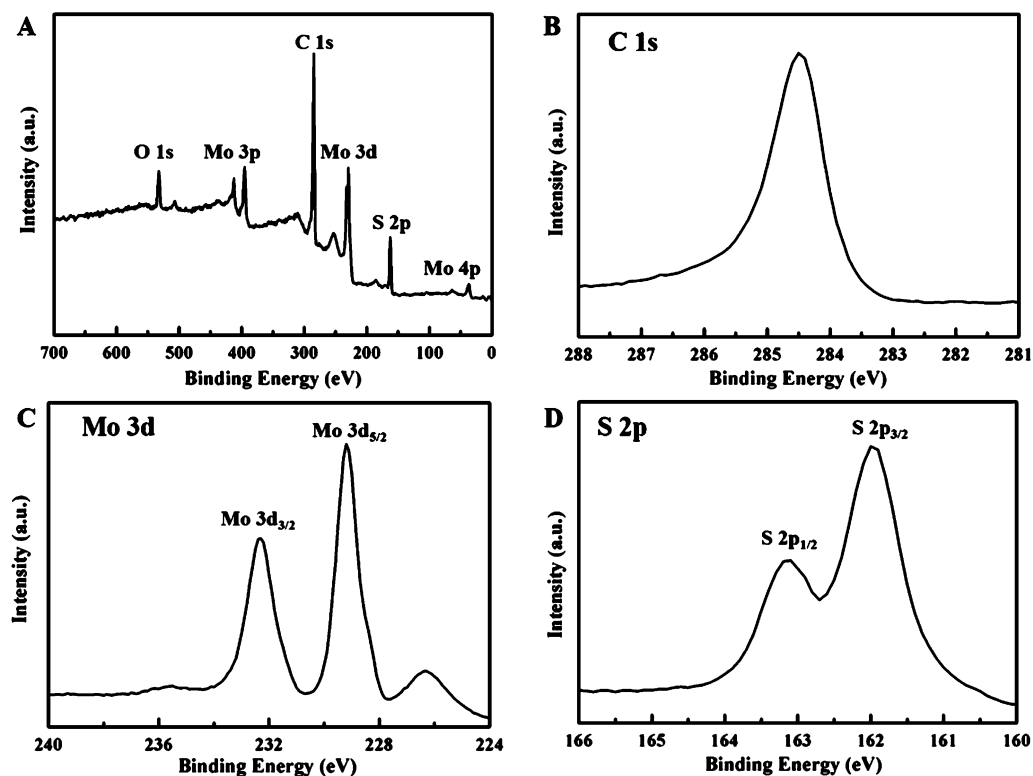 A
C 1s
O 1s
Mo 3p
Mo 3d
S 2p
Mo 4p
Intensity (a.u.)
700 600 500 400 300 200 100 0
Binding Energy (eV)
B
C 1s
Intensity (a.u.)
288 287 286 285 284 283 282 281
Binding Energy (eV)
C
Mo 3d
Mo 3d5/2
Mo 3d3/2
Intensity (a.u.)
240 236 232 228 224
Binding Energy (eV)
D
S 2p
S 2p3/2
S 2p1/2
Intensity (a.u.)
166 165 164 163 162 161 160
Binding Energy (eV)